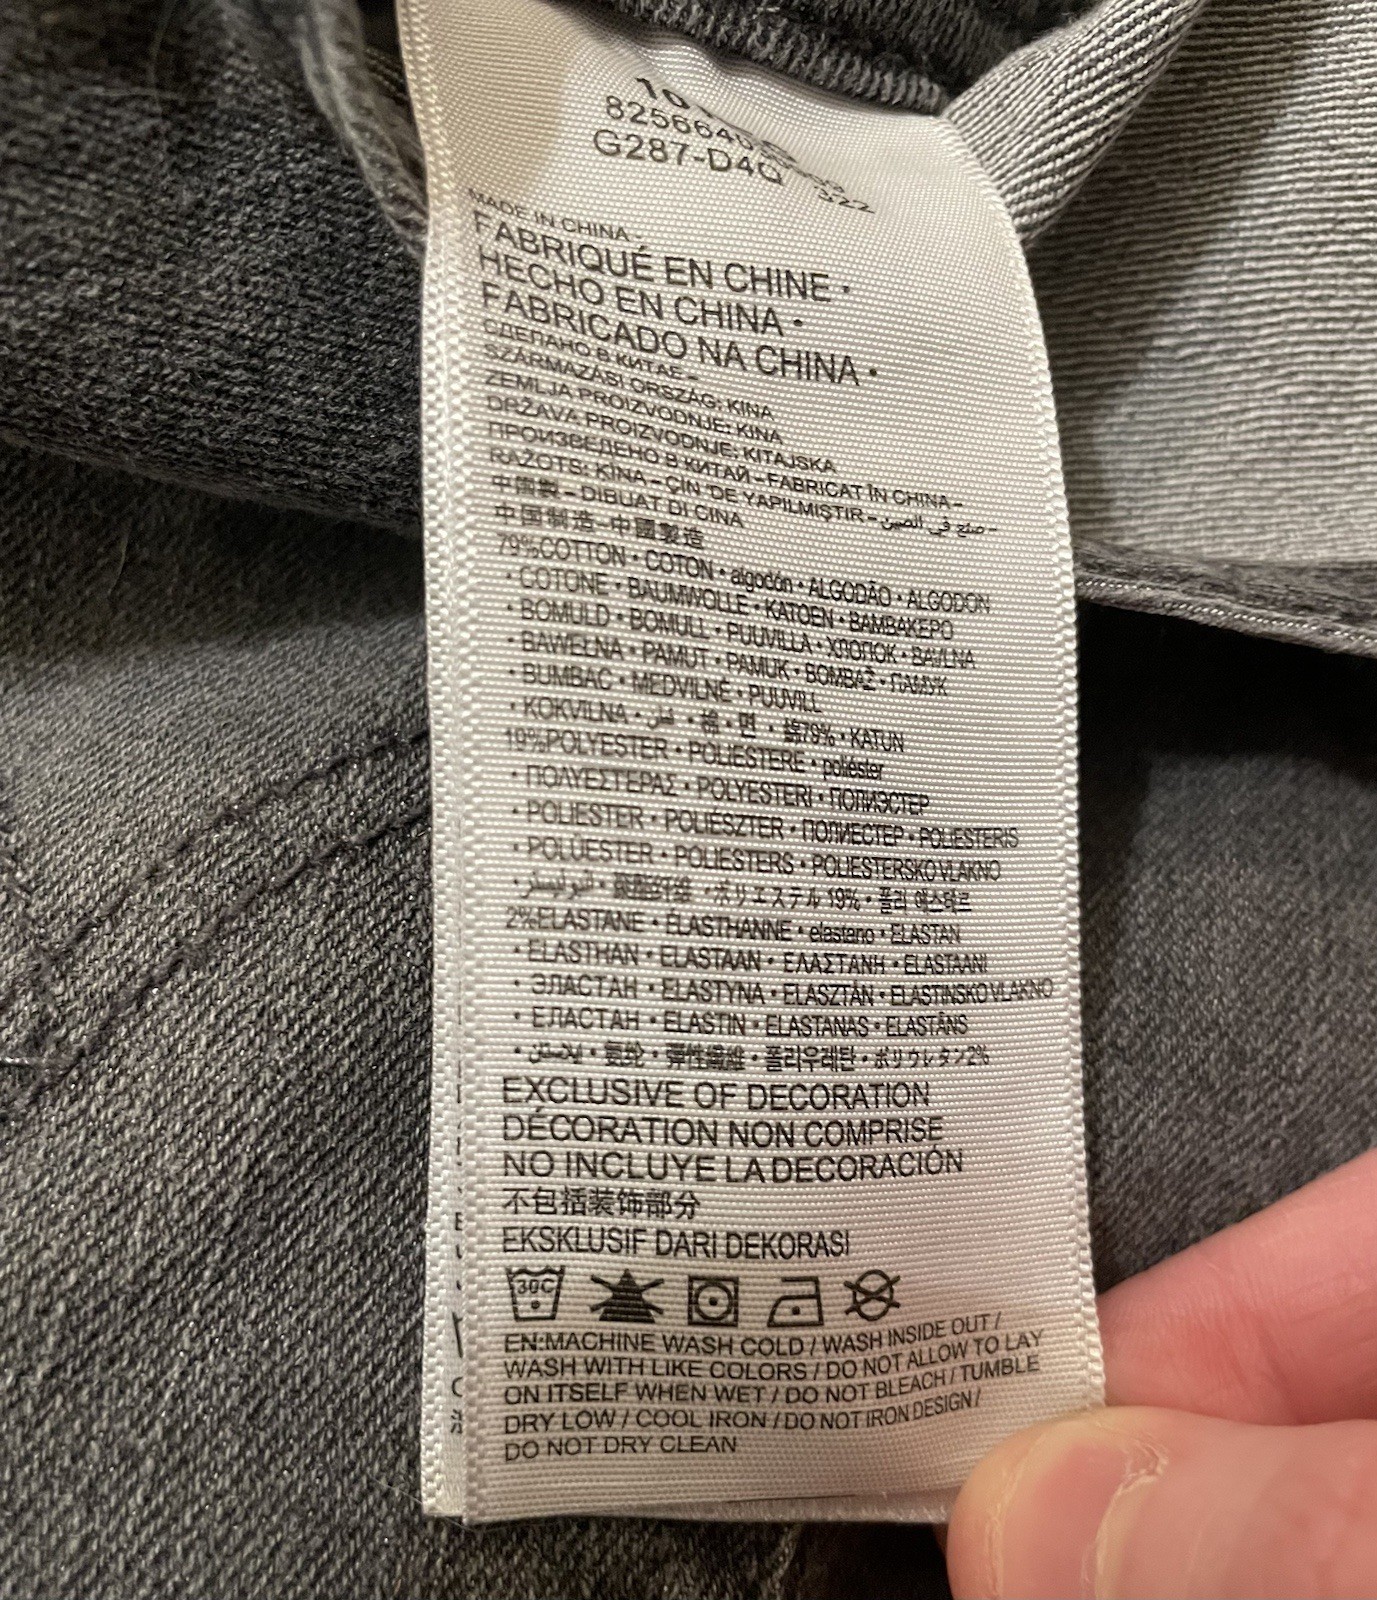 G287-D4Q 322
MADE IN CHINA -
FABRIQUÉ EN CHINE •
HECHO EN CHINA •
FABRICADO NA CHINA •
СДЕЛАНО В КИТАЕ -
SZÁRMAZÁSI ORSZÁG: KÍNA
ZEMLJA PROIZVODNJE: KINA
DRŽAVA PROIZVODNJE: KITAJSKA
ПРОИЗВЕДЕНО В КИТАЙ - FABRICAT ÎN CHINA -
RAŽOTS: ĶĪNA - ÇİN 'DE YAPILMIŞTIR - صنع في الصين -
中国製 - DIBUAT DI CINA
中国制造 - 中國製造
79%COTTON • COTON • algodón • ALGODÃO • ALGODON
• COTONE • BAUMWOLLE • KATOEN • BAMBAKEPO
• BOMULD • BOMULL • PUUVILLA • ХЛОПОК • BAVLNA
• BAWEŁNA • PAMUT • PAMUK • BOMBAŽ • ПАМУК
• BUMBAC • MEDVILNĖ • PUUVILL
• KOKVILNA • قطن • 棉 • 면 • 綿79% • KATUN
19%POLYESTER • POLIESTERE • poliéster
• ΠΟΛΥΕΣΤΕΡΑΣ • POLYESTERI • ПОЛИЭСТЕР
• POLIESTER • POLIÉSZTER • ПОЛИЕСТЕР • POLIESTERIS
• POLÜESTER • POLIESTERS • POLIESTERSKO VLAKNO
• بوليستر • 聚酯纤维 • ポリエステル 19% • 폴리 에스테르
2%ELASTANE • ÉLASTHANNE • elastano • ELASTAN
• ELASTHAN • ELASTAAN • ΕΛΑΣΤΑΝΗ • ELASTAANI
• ЭЛАСТАН • ELASTYNA • ELASZTÁN • ELASTINSKO VLAKNO
• ЕЛАСТАН • ELASTIN • ELASTANAS • ELASTĀNS
• 氨纶 • 彈性纖維 • 폴리우레탄 • ポリウレタン2%
EXCLUSIVE OF DECORATION
DÉCORATION NON COMPRISE
NO INCLUYE LA DECORACIÓN
不包括装饰部分
EKSKLUSIF DARI DEKORASI
30C
EN:MACHINE WASH COLD / WASH INSIDE OUT /
WASH WITH LIKE COLORS / DO NOT ALLOW TO LAY
ON ITSELF WHEN WET / DO NOT BLEACH / TUMBLE
DRY LOW / COOL IRON / DO NOT IRON DESIGN /
DO NOT DRY CLEAN